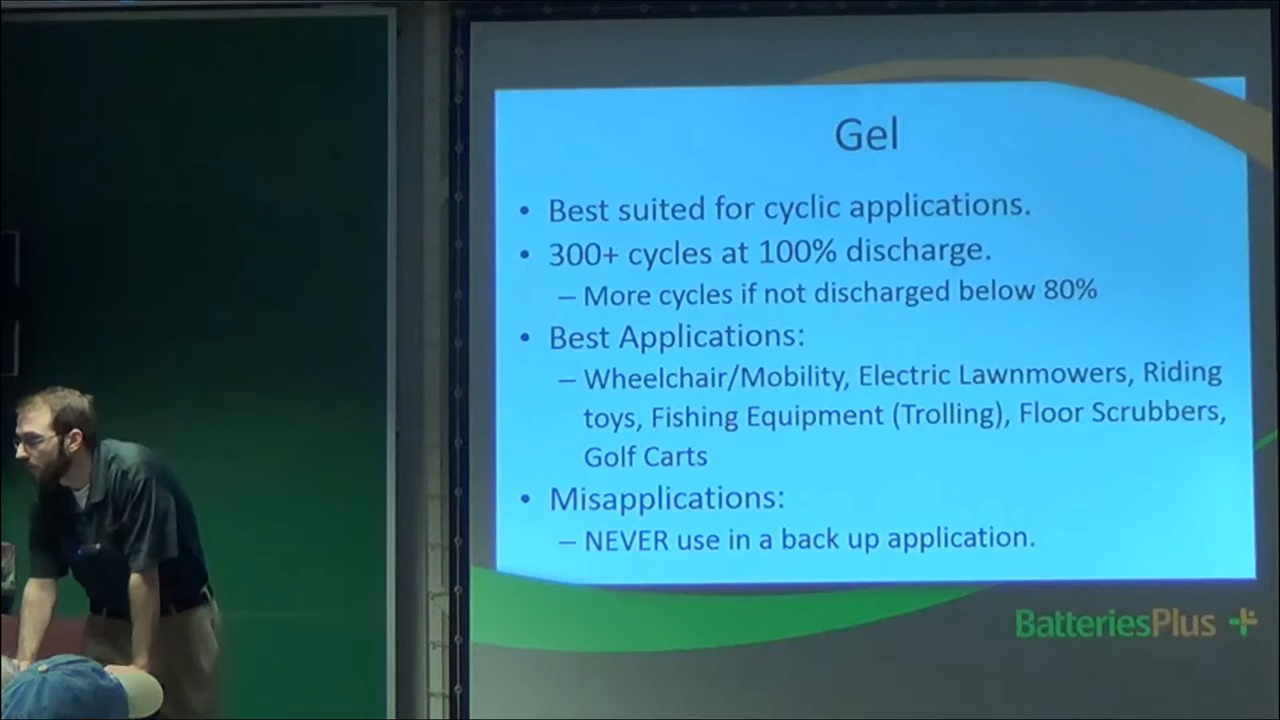 Gel
• Best suited for cyclic applications.
• 300+ cycles at 100% discharge.
– More cycles if not discharged below 80%
• Best Applications:
– Wheelchair/Mobility, Electric Lawnmowers, Riding
toys, Fishing Equipment (Trolling), Floor Scrubbers,
Golf Carts
• Misapplications:
– NEVER use in a back up application.
BatteriesPlus